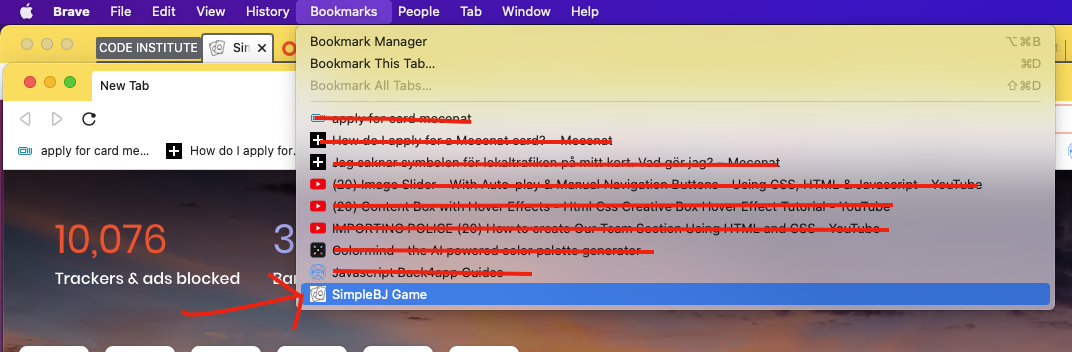 Brave File Edit View History Bookmarks People Tab Window Help
CODE INSTITUTE Sin
Bookmark Manager ⌥⌘B
Bookmark This Tab... ⌘D
Bookmark All Tabs... ⇧⌘D
New Tab
apply for card mecenat
How do I apply for a Mecenat card? – Mecenat
apply for card me... How do I apply for
Jag saknar symbolen för lokaltrafiken på mitt kort. Vad gör jag? – Mecenat
(20) Image Slider - With Auto-play & Manual Navigation Buttons - Using CSS, HTML & Javascript - YouTube
(20) Content Box with Hover Effects - Html Css Creative Box Hover Effect Tutorial - YouTube
IMPORTING POLICE (20) How to create Our Team Section Using HTML and CSS - YouTube
10,076 3
Colormind - the AI powered color palette generator
Trackers & ads blocked
Javascript Back4app Guides
SimpleBJ Game